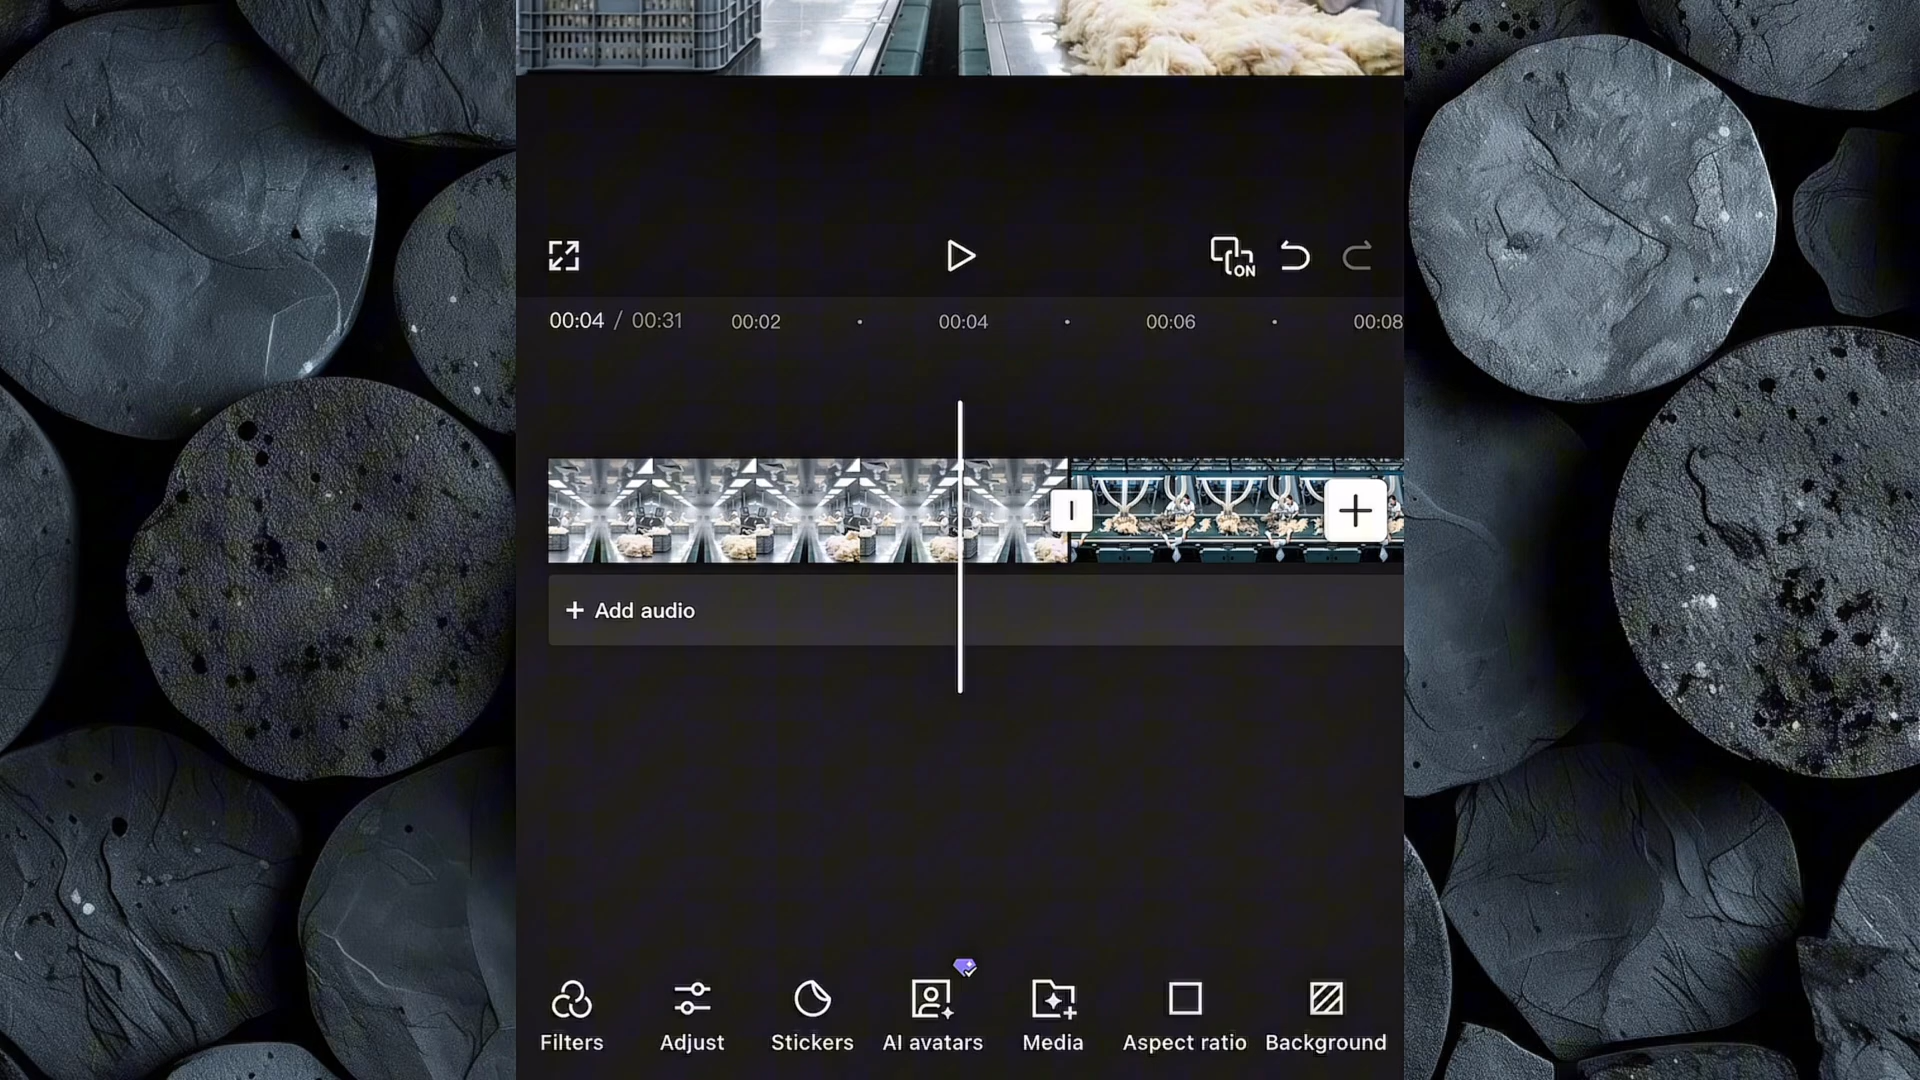 ON
00:04 / 00:31 00:02 00:04 00:06 00:08
+ Add audio
Filters Adjust Stickers AI avatars Media Aspect ratio Background